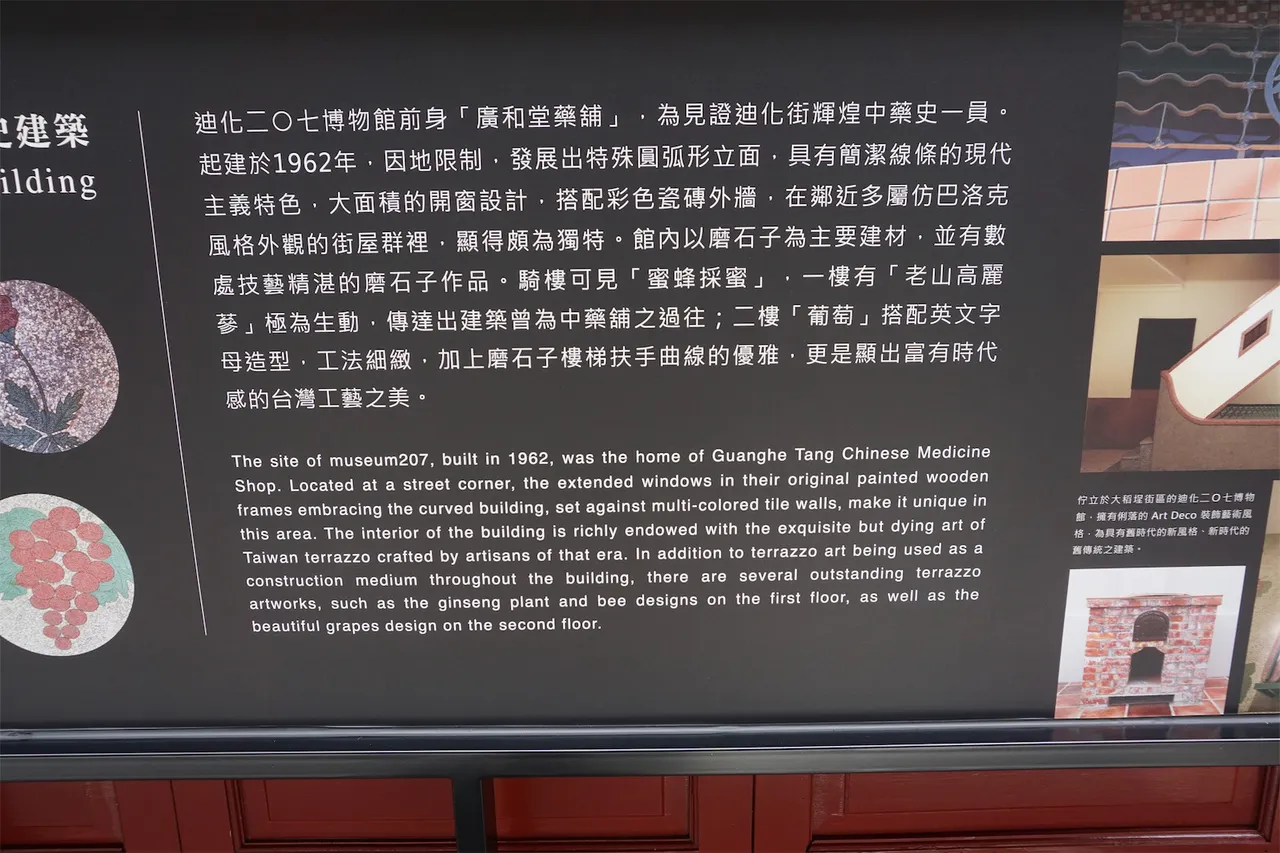 史建築
ilding
迪化二〇七博物館前身「廣和堂藥舖」，為見證迪化街輝煌中藥史一員。
起建於1962年，因地限制，發展出特殊圓弧形立面，具有簡潔線條的現代
主義特色，大面積的開窗設計，搭配彩色瓷磚外牆，在鄰近多屬仿巴洛克
風格外觀的街屋群裡，顯得頗為獨特。館內以磨石子為主要建材，並有數
處技藝精湛的磨石子作品。騎樓可見「蜜蜂採蜜」，一樓有「老山高麗
蔘」極為生動，傳達出建築曾為中藥舖之過往；二樓「葡萄」搭配英文字
母造型，工法細緻，加上磨石子樓梯扶手曲線的優雅，更是顯出富有時代
感的台灣工藝之美。
The site of museum207, built in 1962, was the home of Guanghe Tang Chinese Medicine
Shop. Located at a street corner, the extended windows in their original painted wooden
frames embracing the curved building, set against multi-colored tile walls, make it unique in
this area. The interior of the building is richly endowed with the exquisite but dying art of
Taiwan terrazzo crafted by artisans of that era. In addition to terrazzo art being used as a
construction medium throughout the building, there are several outstanding terrazzo
artworks, such as the ginseng plant and bee designs on the first floor, as well as the
beautiful grapes design on the second floor.
佇立於大稻埕街區的迪化二〇七博物
館，擁有俐落的 Art Deco 裝飾藝術風
格，為具有舊時代的新風格、新時代的
舊傳統之建築。